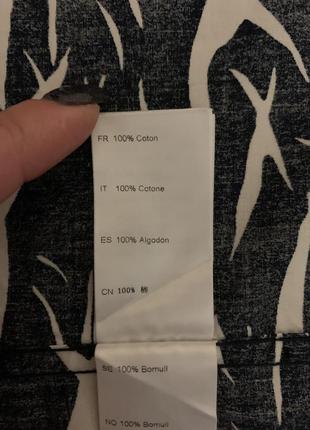 FR 100% Coton
IT 100% Cotone
ES 100% Algodon
CN 100% 棉
SE 100% Bomull
NO 100% Bomull